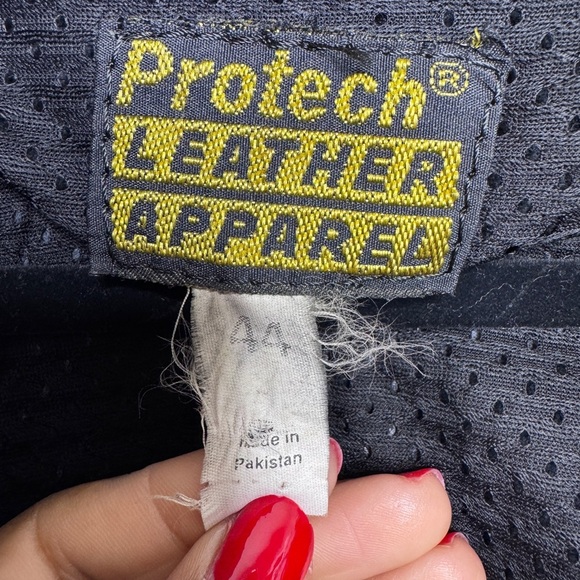 Protech®
LEATHER
APPAREL
44
Made in
Pakistan